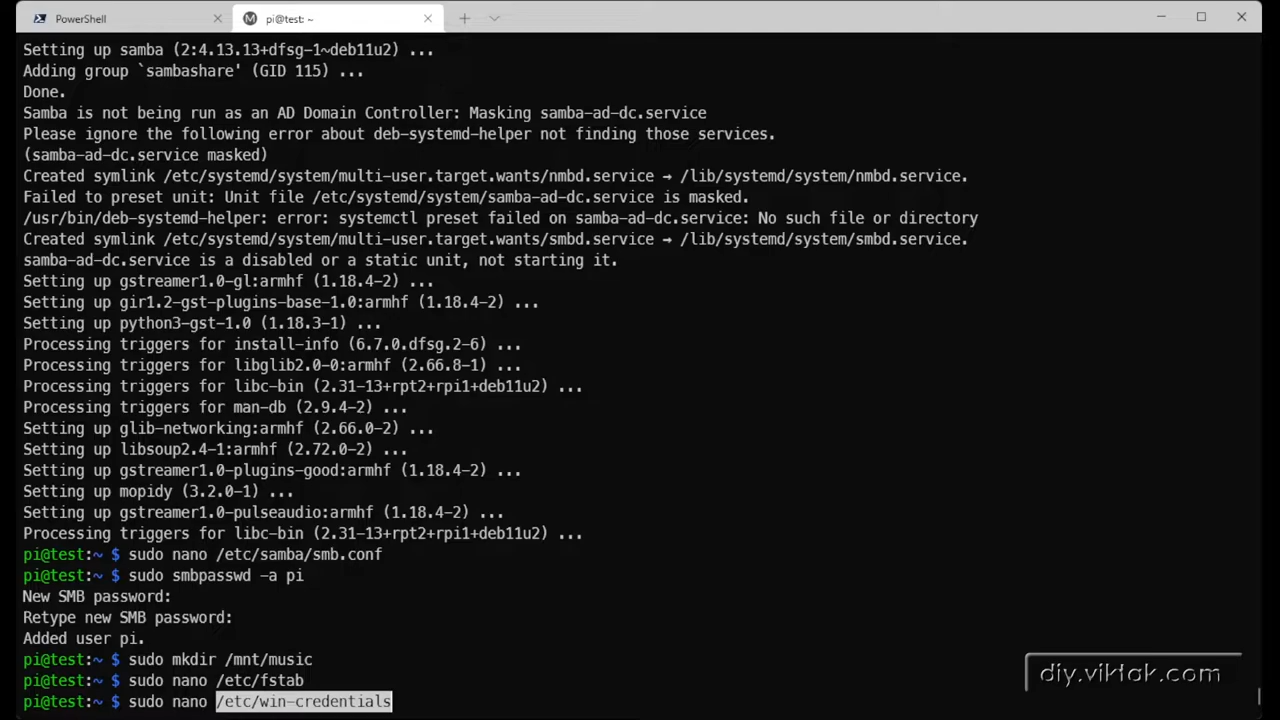 PowerShell
pi@test: ~
Setting up samba (2:4.13.13+dfsg-1~deb11u2) ...
Adding group `sambashare' (GID 115) ...
Done.
Samba is not being run as an AD Domain Controller: Masking samba-ad-dc.service
Please ignore the following error about deb-systemd-helper not finding those services.
(samba-ad-dc.service masked)
Created symlink /etc/systemd/system/multi-user.target.wants/nmbd.service → /lib/systemd/system/nmbd.service.
Failed to preset unit: Unit file /etc/systemd/system/samba-ad-dc.service is masked.
/usr/bin/deb-systemd-helper: error: systemctl preset failed on samba-ad-dc.service: No such file or directory
Created symlink /etc/systemd/system/multi-user.target.wants/smbd.service → /lib/systemd/system/smbd.service.
samba-ad-dc.service is a disabled or a static unit, not starting it.
Setting up gstreamer1.0-gl:armhf (1.18.4-2) ...
Setting up gir1.2-gst-plugins-base-1.0:armhf (1.18.4-2) ...
Setting up python3-gst-1.0 (1.18.3-1) ...
Processing triggers for install-info (6.7.0.dfsg.2-6) ...
Processing triggers for libglib2.0-0:armhf (2.66.8-1) ...
Processing triggers for libc-bin (2.31-13+rpt2+rpi1+deb11u2) ...
Processing triggers for man-db (2.9.4-2) ...
Setting up glib-networking:armhf (2.66.0-2) ...
Setting up libsoup2.4-1:armhf (2.72.0-2) ...
Setting up gstreamer1.0-plugins-good:armhf (1.18.4-2) ...
Setting up mopidy (3.2.0-1) ...
Setting up gstreamer1.0-pulseaudio:armhf (1.18.4-2) ...
Processing triggers for libc-bin (2.31-13+rpt2+rpi1+deb11u2) ...
pi@test:~ $ sudo nano /etc/samba/smb.conf
pi@test:~ $ sudo smbpasswd -a pi
New SMB password:
Retype new SMB password:
Added user pi.
pi@test:~ $ sudo mkdir /mnt/music
pi@test:~ $ sudo nano /etc/fstab
pi@test:~ $ sudo nano /etc/win-credentials
diy.viktak.com